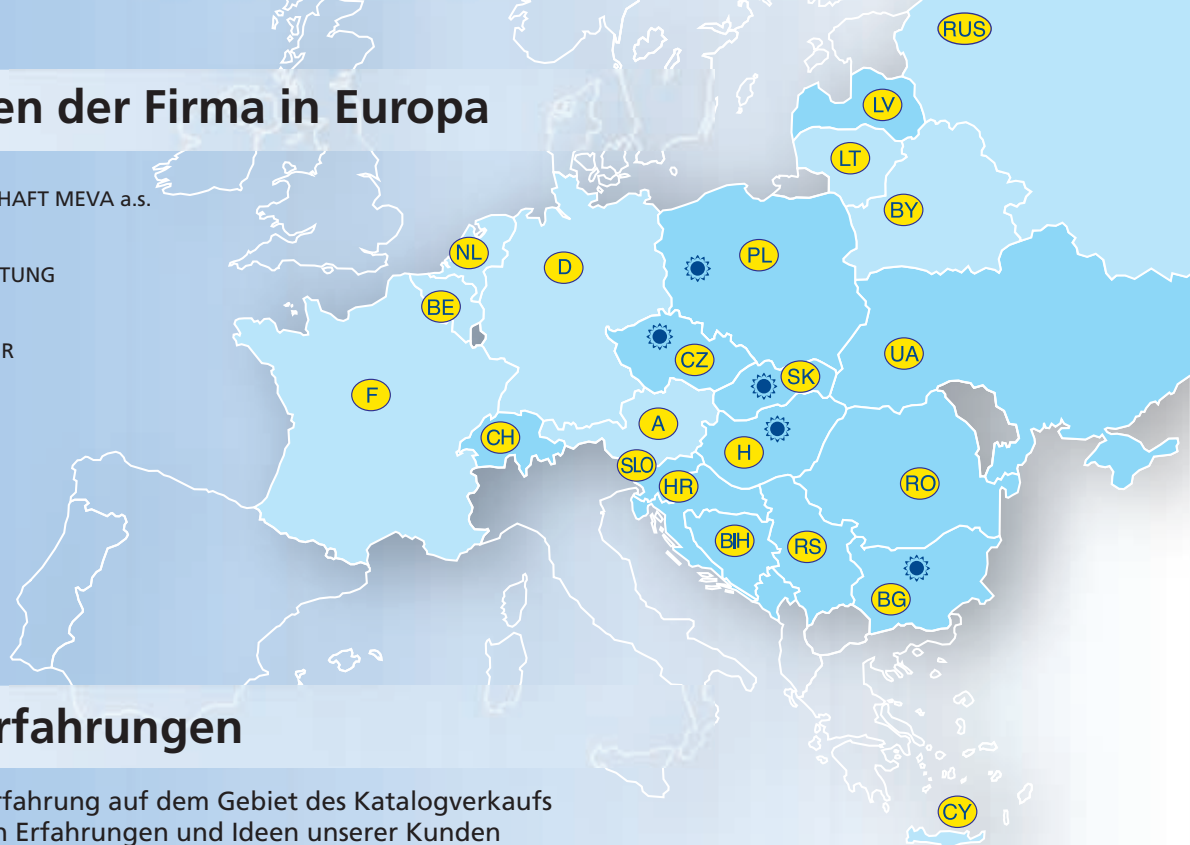 en der Firma in Europa
HAFT MEVA a.s.
TUNG
R
RUS
LV
LT
BY
NL
D
PL
BE
CZ
SK
UA
F
CH
A
H
SLO
HR
RO
BIH
RS
BG
rfahrungen
rfahrung auf dem Gebiet des Katalogverkaufs
n Erfahrungen und Ideen unserer Kunden
CY